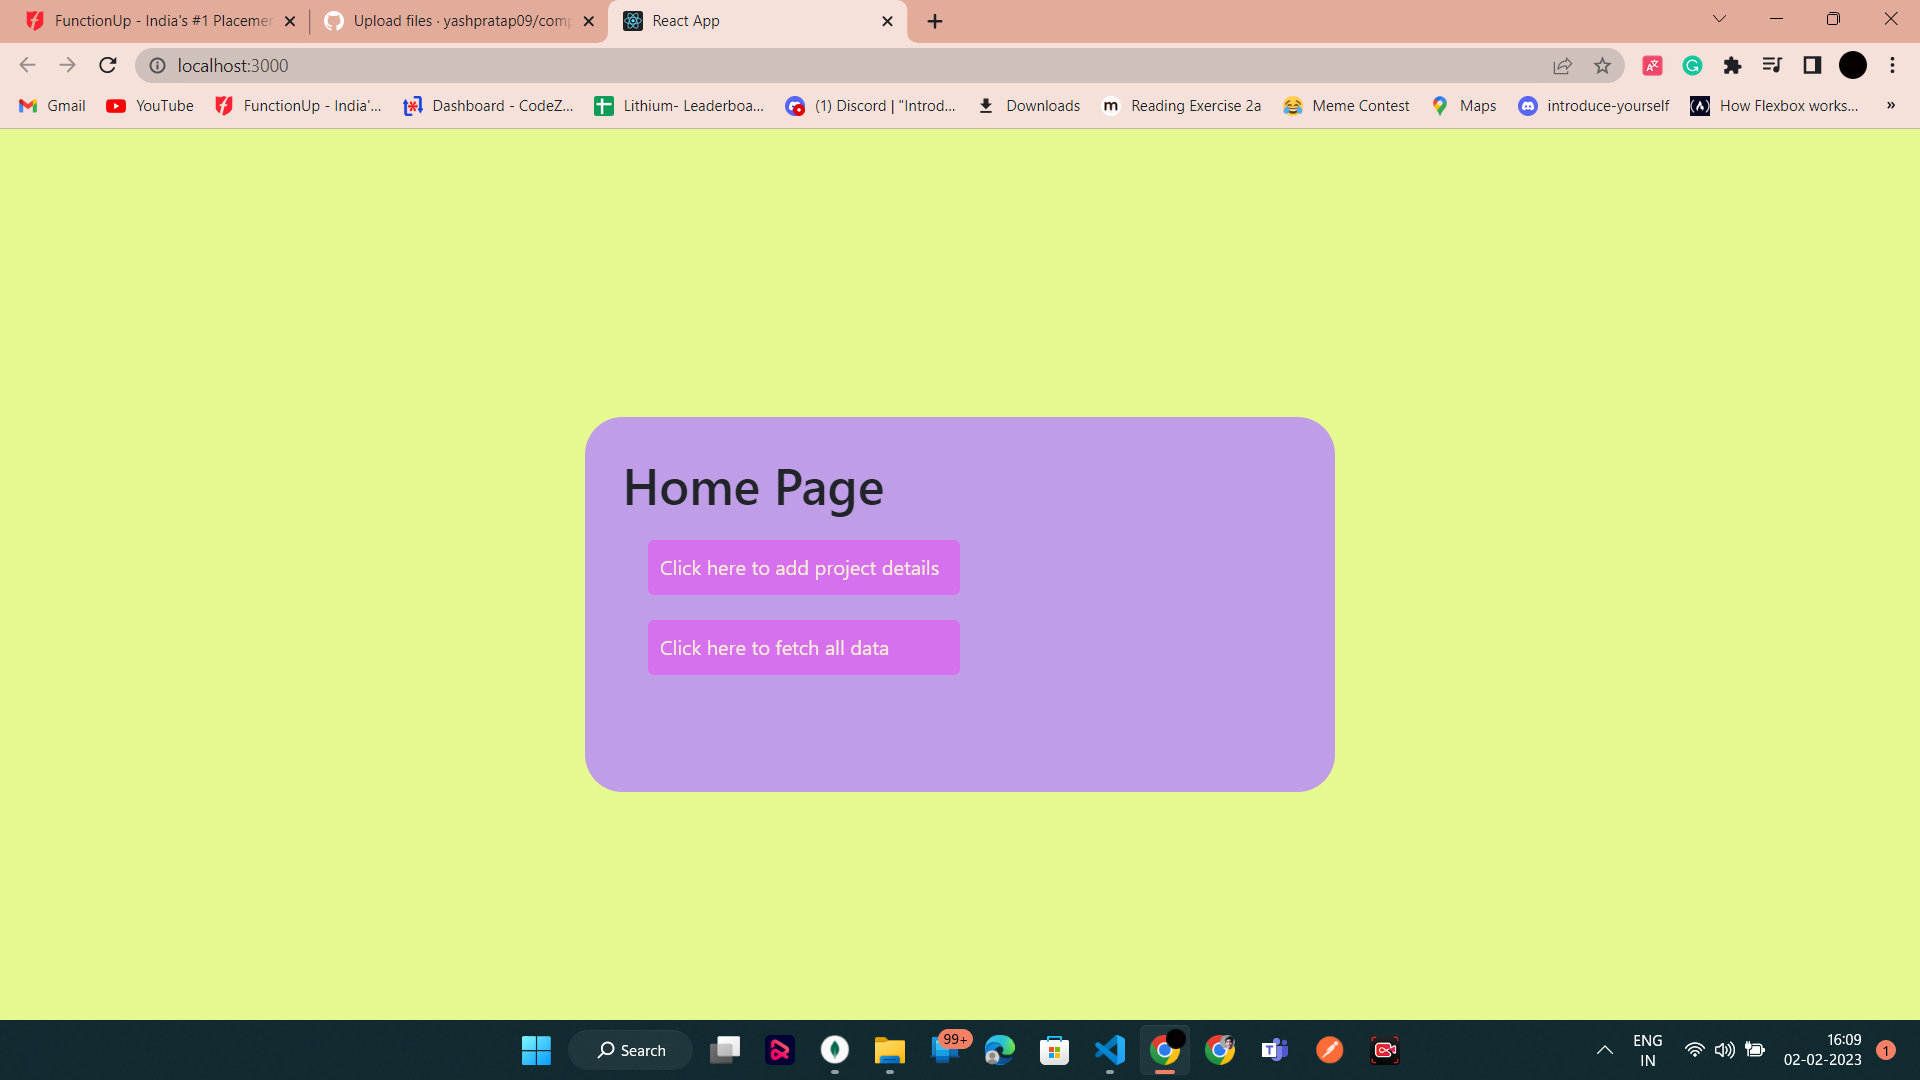 FunctionUp - India's #1 Placemen
Upload files · yashpratap09/comp
React App
localhost:3000
Gmail
YouTube
FunctionUp - India'...
Dashboard - CodeZ...
Lithium- Leaderboa...
(1) Discord | "Introd...
Downloads
Reading Exercise 2a
Meme Contest
Maps
introduce-yourself
How Flexbox works...
»
Home Page
Click here to add project details
Click here to fetch all data
Search
99+
ENG
IN
16:09
02-02-2023
1